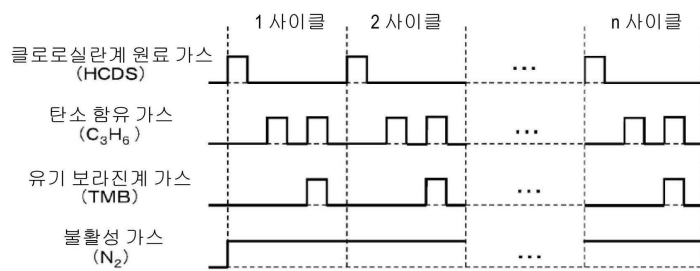 1 사이클 2 사이클 n 사이클
클로로실란계 원료 가스
(HCDS)
...
탄소 함유 가스
(C₃H₆)
...
유기 보라진계 가스
(TMB)
...
불활성 가스
(N₂)
...